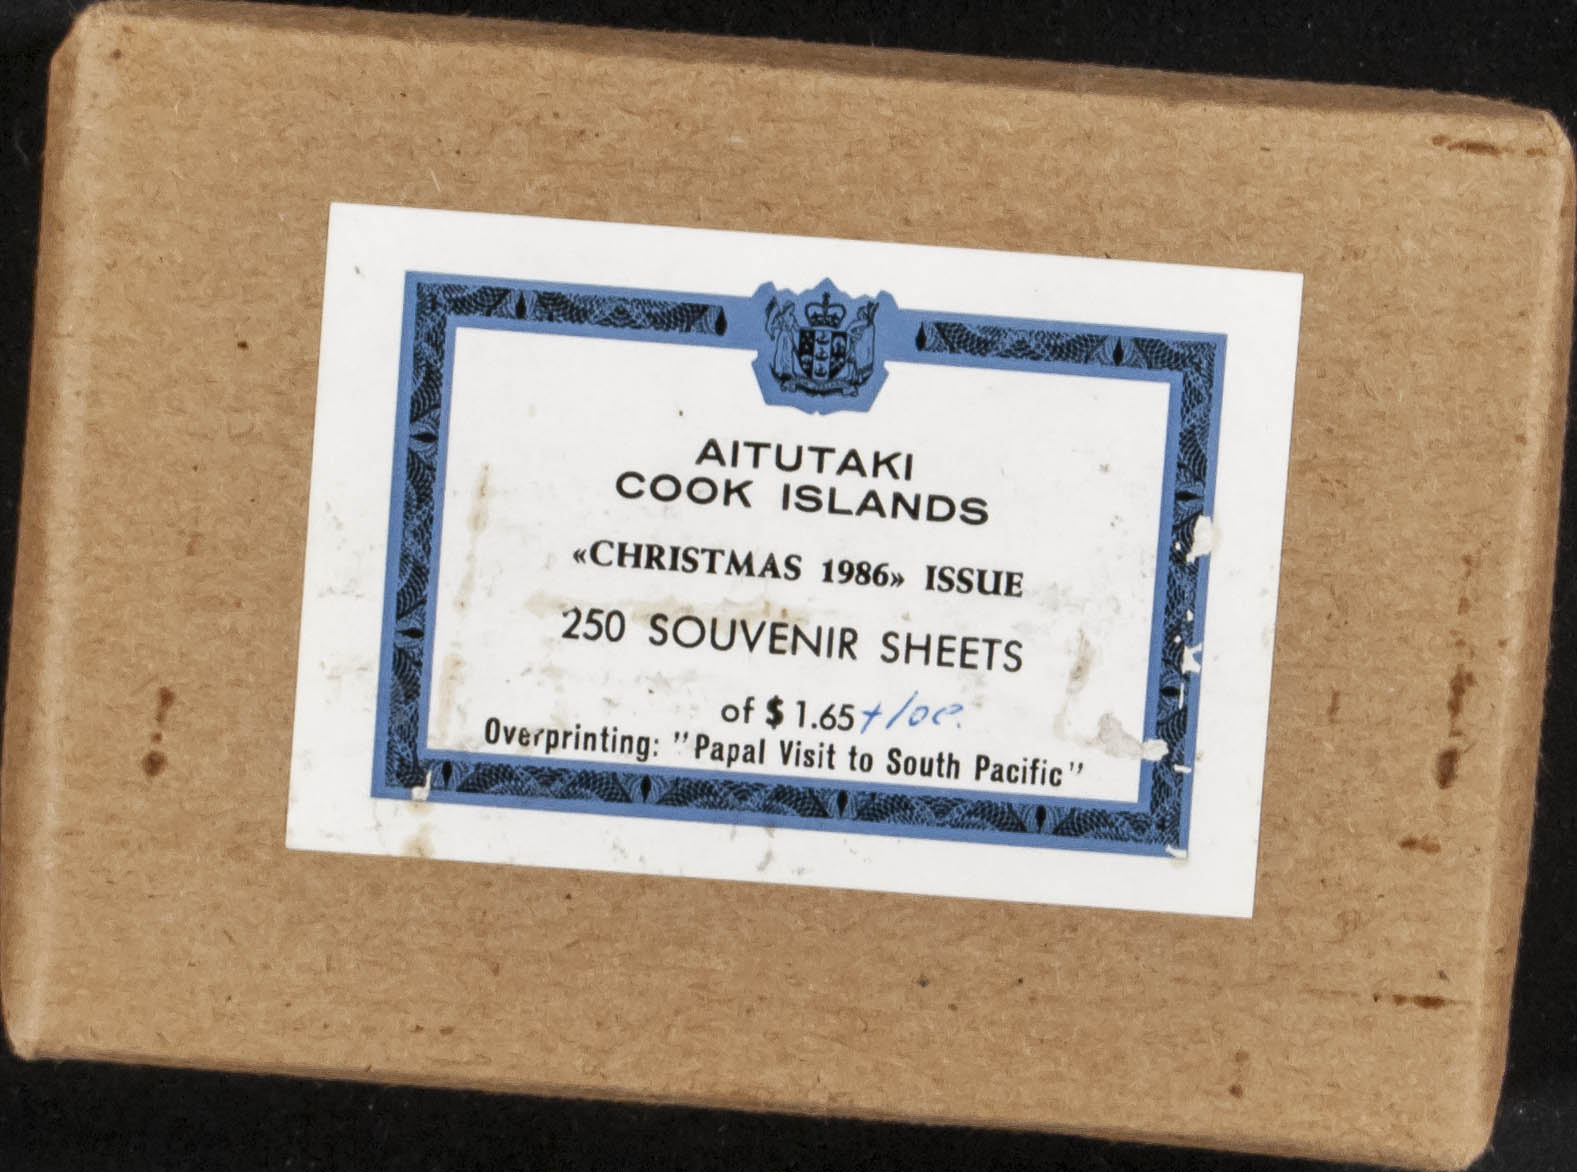 AITUTAKI
COOK ISLANDS
«CHRISTMAS 1986» ISSUE
250 SOUVENIR SHEETS
of $ 1.65 + 10c.
Overprinting: "Papal Visit to South Pacific"